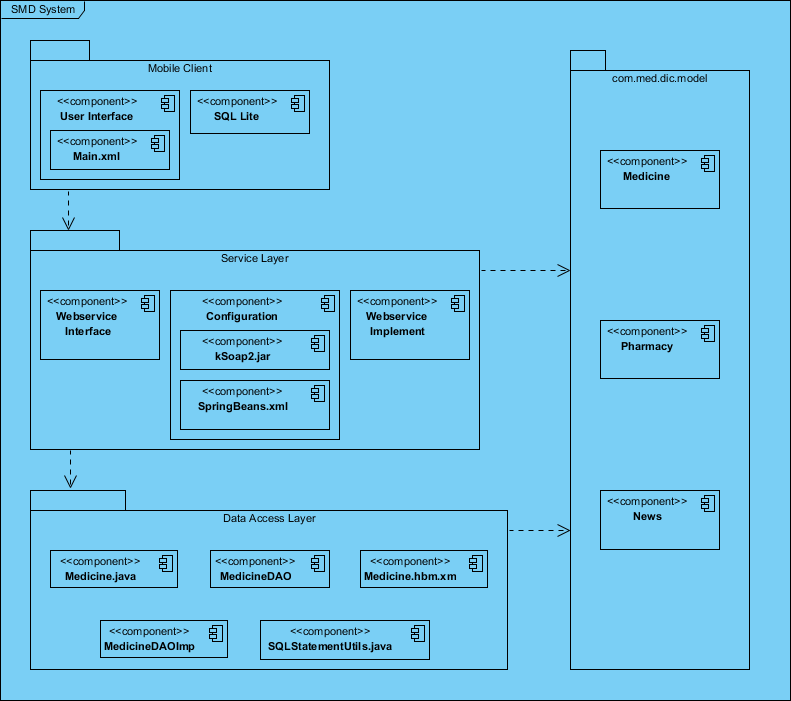 SMD System
Mobile Client
<<component>>
User Interface
<<component>>
Main.xml
<<component>>
SQL Lite
Service Layer
<<component>>
Webservice
Interface
<<component>>
Configuration
<<component>>
kSoap2.jar
<<component>>
SpringBeans.xml
<<component>>
Webservice
Implement
Data Access Layer
<<component>>
Medicine.java
<<component>>
MedicineDAO
<<component>>
Medicine.hbm.xm
<<component>>
MedicineDAOImp
<<component>>
SQLStatementUtils.java
com.med.dic.model
<<component>>
Medicine
<<component>>
Pharmacy
<<component>>
News